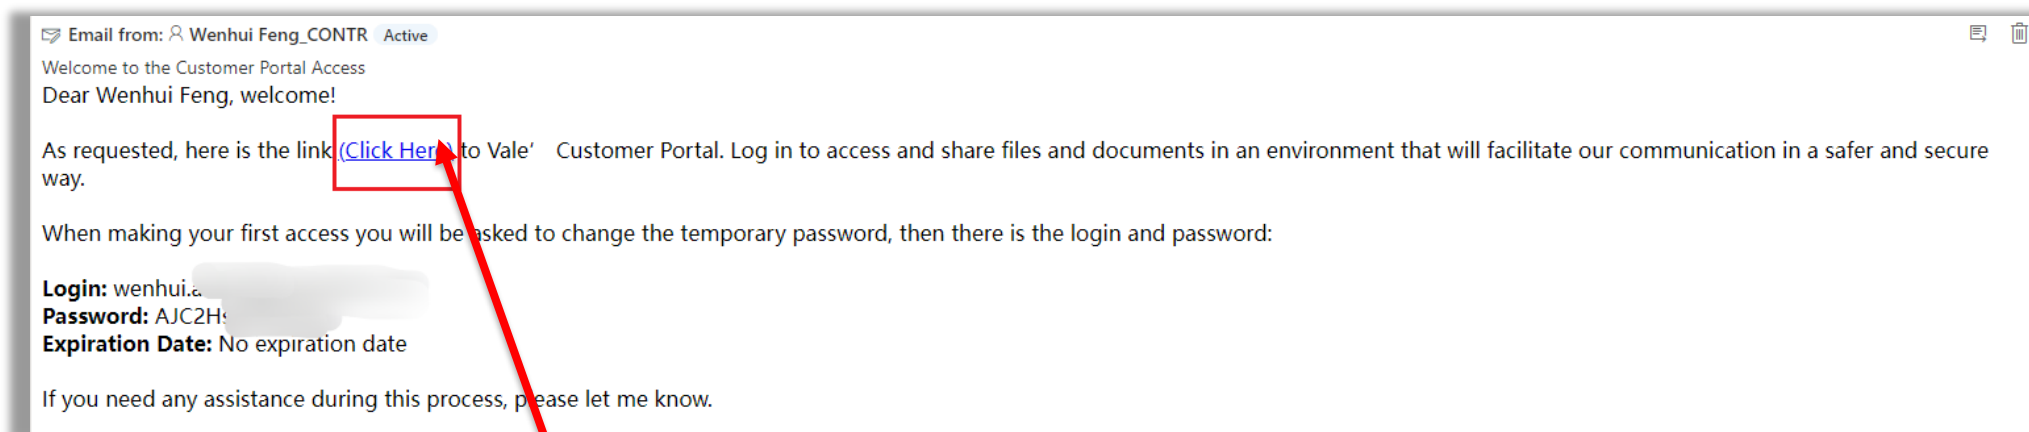 Email from: Wenhui Feng_CONTR Active
Welcome to the Customer Portal Access
Dear Wenhui Feng, welcome!
As requested, here is the link (Click Here) to Vale’ Customer Portal. Log in to access and share files and documents in an environment that will facilitate our communication in a safer and secure
way.
When making your first access you will be asked to change the temporary password, then there is the login and password:
Login: wenhui.
Password: AJC2H
Expiration Date: No expiration date
If you need any assistance during this process, please let me know.